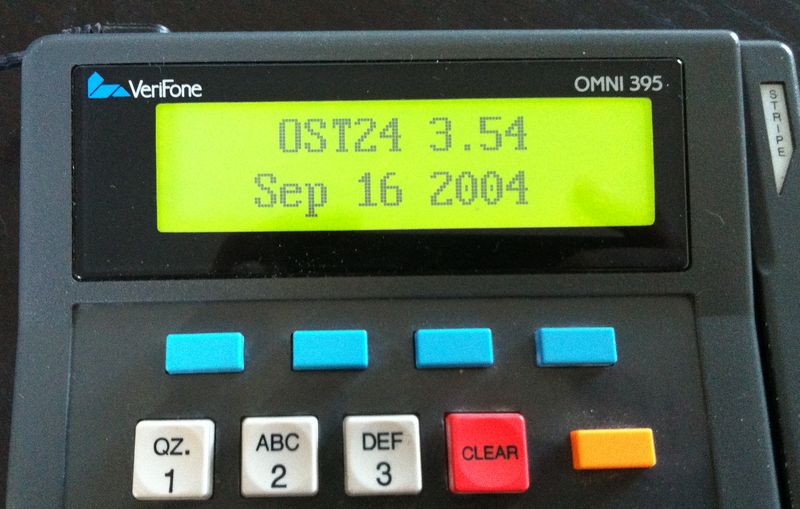 VeriFone OMNI 395
OST24 3.54
Sep 16 2004
STRIPE
QZ. ABC DEF CLEAR
1 2 3